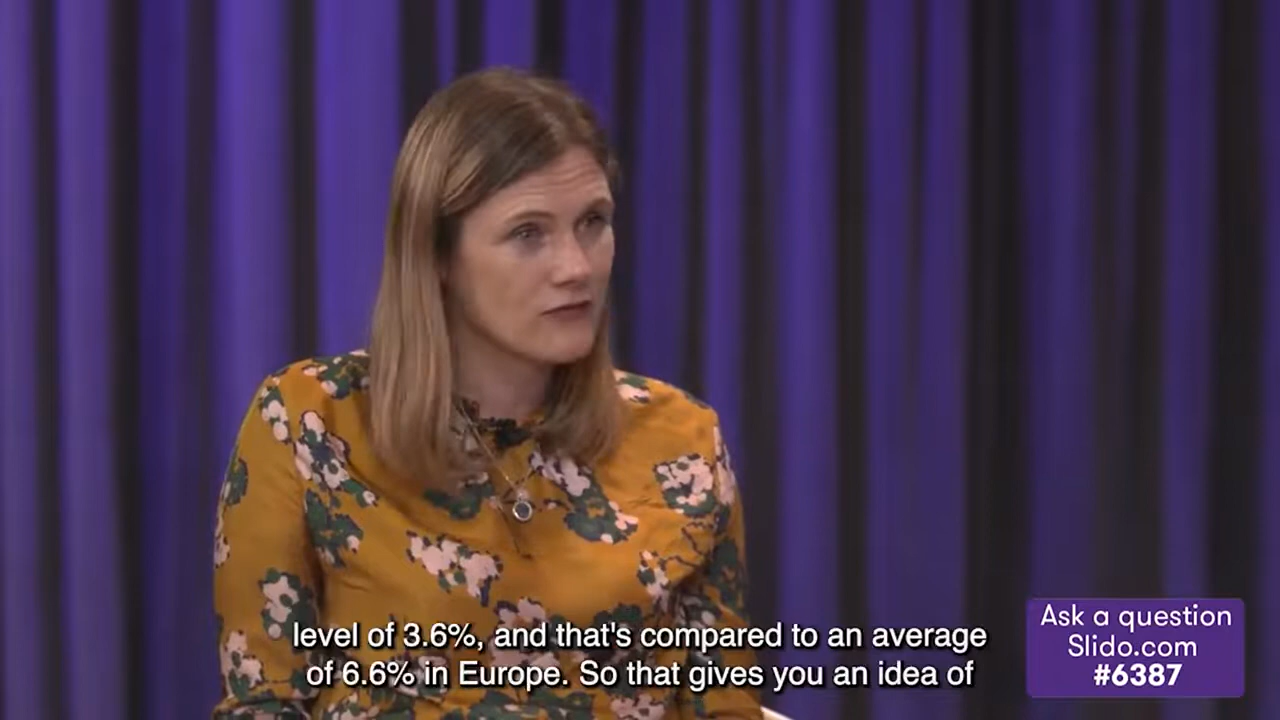 level of 3.6%, and that's compared to an average
of 6.6% in Europe. So that gives you an idea of
Ask a question
Slido.com
#6387